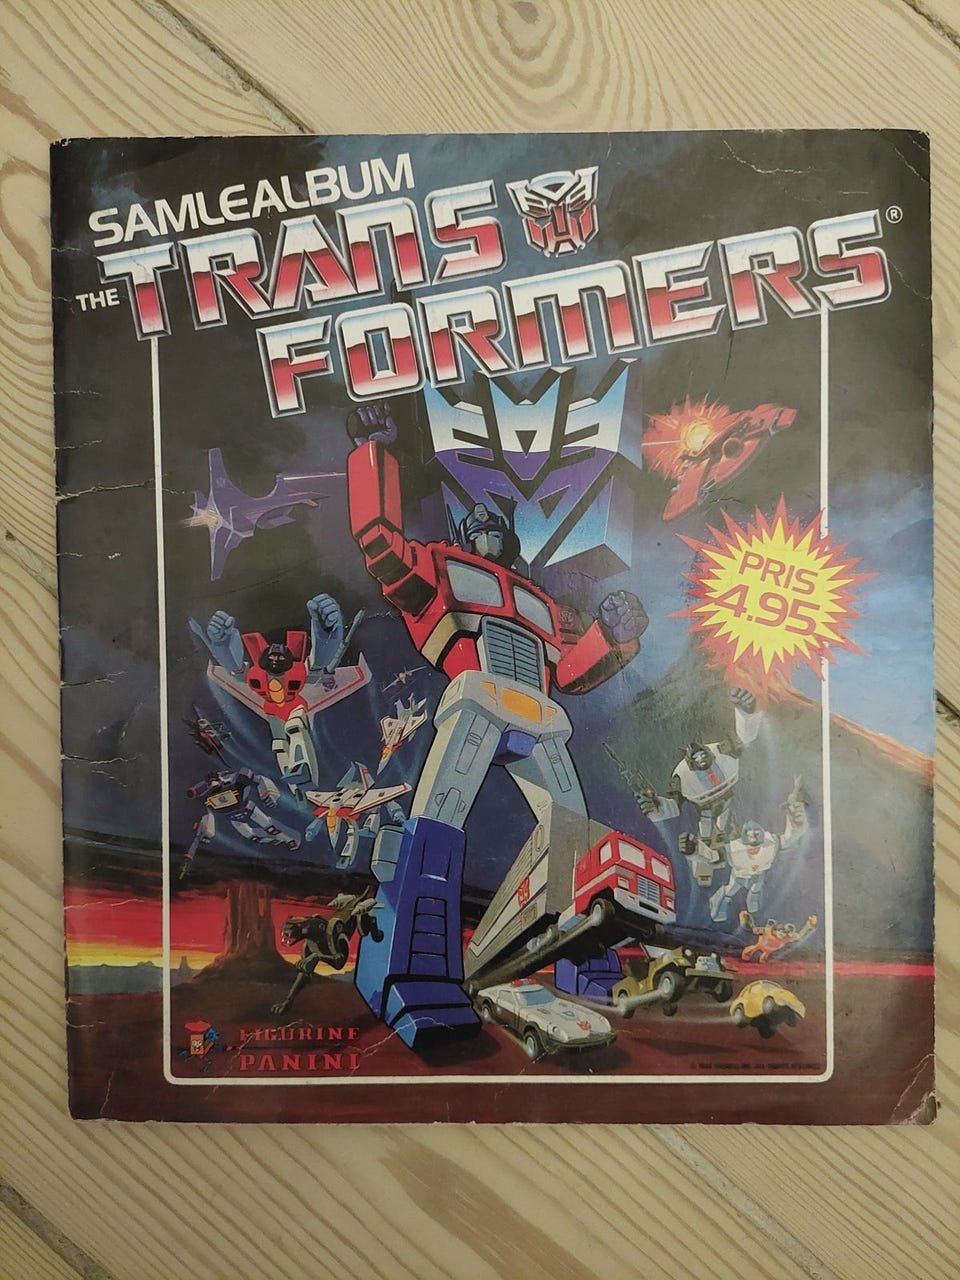 SAMLEALBUM
THE TRANSFORMERS®
PRIS
4.95
FIGURINE
PANINI